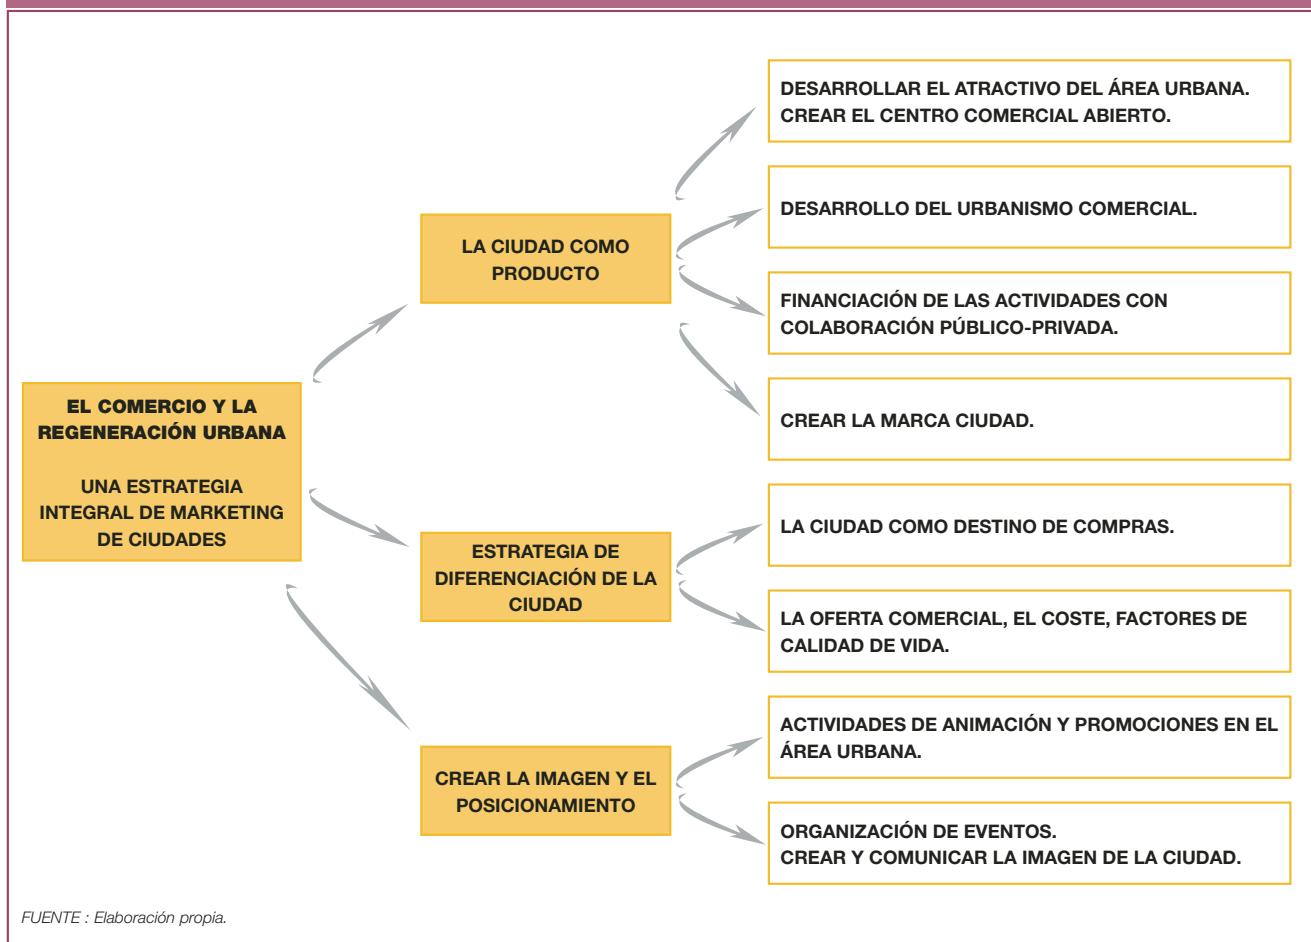 EL COMERCIO Y LA
REGENERACIÓN URBANA
UNA ESTRATEGIA
INTEGRAL DE MARKETING
DE CIUDADES
LA CIUDAD COMO
PRODUCTO
DESARROLLAR EL ATRACTIVO DEL ÁREA URBANA.
CREAR EL CENTRO COMERCIAL ABIERTO.
DESARROLLO DEL URBANISMO COMERCIAL.
FINANCIACIÓN DE LAS ACTIVIDADES CON
COLABORACIÓN PÚBLICO-PRIVADA.
CREAR LA MARCA CIUDAD.
ESTRATEGIA DE
DIFERENCIACIÓN DE LA
CIUDAD
LA CIUDAD COMO DESTINO DE COMPRAS.
LA OFERTA COMERCIAL, EL COSTE, FACTORES DE
CALIDAD DE VIDA.
CREAR LA IMAGEN Y EL
POSICIONAMIENTO
ACTIVIDADES DE ANIMACIÓN Y PROMOCIONES EN EL
ÁREA URBANA.
ORGANIZACIÓN DE EVENTOS.
CREAR Y COMUNICAR LA IMAGEN DE LA CIUDAD.
FUENTE : Elaboración propia.